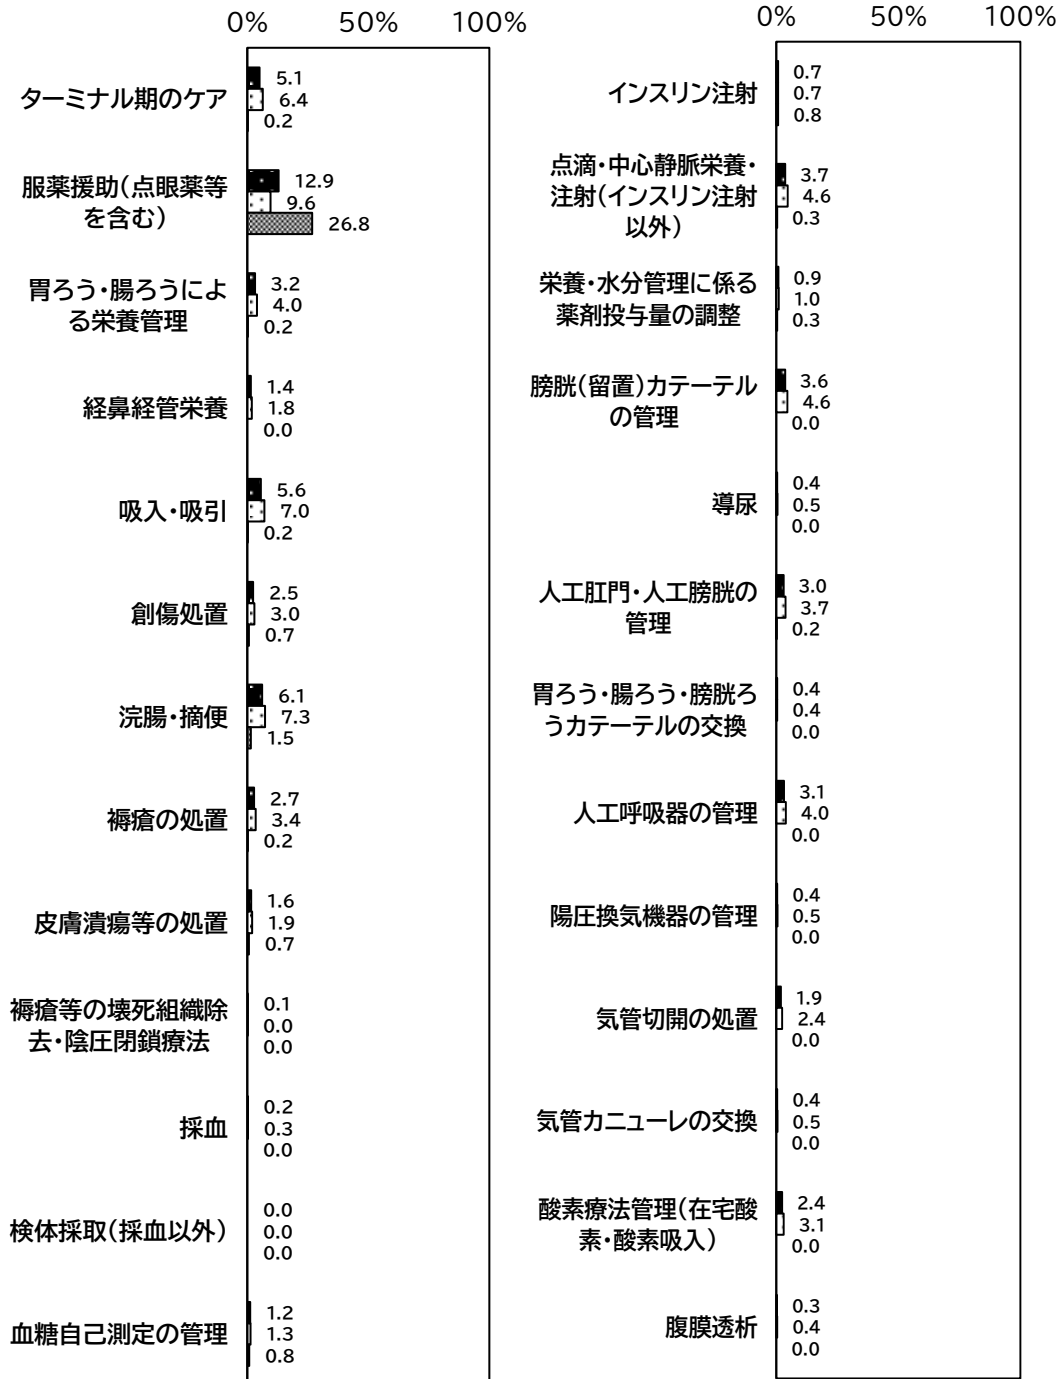 0% 50% 100%
ターミナル期のケア
5.1
6.4
0.2
服薬援助(点眼薬等
を含む)
12.9
9.6
26.8
胃ろう・腸ろうによ
る栄養管理
3.2
4.0
0.2
経鼻経管栄養
1.4
1.8
0.0
吸入・吸引
5.6
7.0
0.2
創傷処置
2.5
3.0
0.7
浣腸・摘便
6.1
7.3
1.5
褥瘡の処置
2.7
3.4
0.2
皮膚潰瘍等の処置
1.6
1.9
0.7
褥瘡等の壊死組織除
去・陰圧閉鎖療法
0.1
0.0
0.0
採血
0.2
0.3
0.0
検体採取(採血以外)
0.0
0.0
0.0
血糖自己測定の管理
1.2
1.3
0.8
0% 50% 100%
インスリン注射
0.7
0.7
0.8
点滴・中心静脈栄養・
注射(インスリン注射
以外)
3.7
4.6
0.3
栄養・水分管理に係る
薬剤投与量の調整
0.9
1.0
0.3
膀胱(留置)カテーテル
の管理
3.6
4.6
0.0
導尿
0.4
0.5
0.0
人工肛門・人工膀胱の
管理
3.0
3.7
0.2
胃ろう・腸ろう・膀胱ろ
うカテーテルの交換
0.4
0.4
0.0
人工呼吸器の管理
3.1
4.0
0.0
陽圧換気機器の管理
0.4
0.5
0.0
気管切開の処置
1.9
2.4
0.0
気管カニューレの交換
0.4
0.5
0.0
酸素療法管理(在宅酸
素・酸素吸入)
2.4
3.1
0.0
腹膜透析
0.3
0.4
0.0